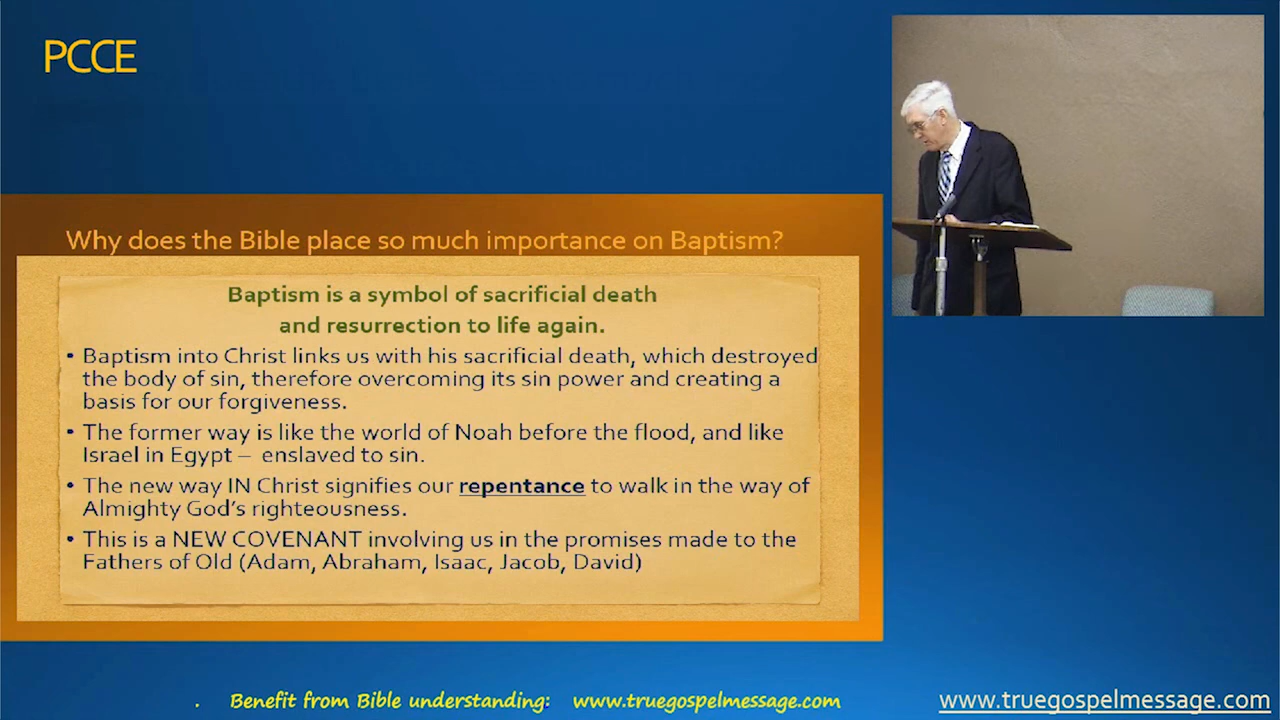 PCCE
Why does the Bible place so much importance on Baptism?
Baptism is a symbol of sacrificial death
and resurrection to life again.
• Baptism into Christ links us with his sacrificial death, which destroyed
the body of sin, therefore overcoming its sin power and creating a
basis for our forgiveness.
• The former way is like the world of Noah before the flood, and like
Israel in Egypt – enslaved to sin.
• The new way IN Christ signifies our repentance to walk in the way of
Almighty God's righteousness.
• This is a NEW COVENANT involving us in the promises made to the
Fathers of Old (Adam, Abraham, Isaac, Jacob, David)
. Benefit from Bible understanding: www.truegospelmessage.com
www.truegospelmessage.com